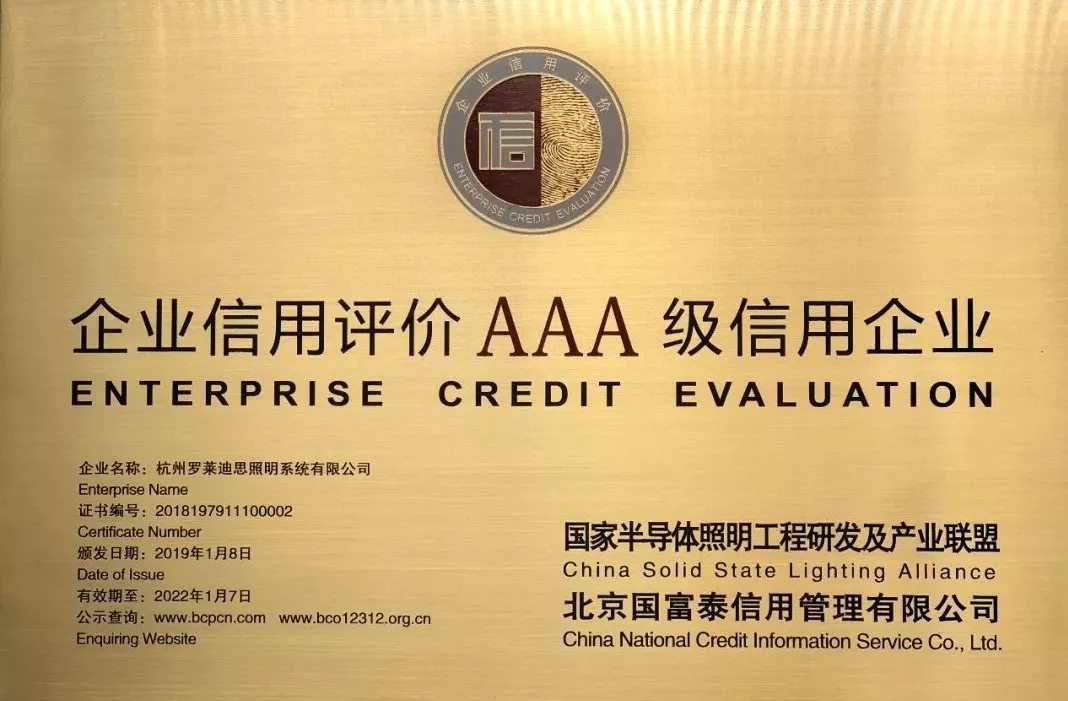 企业信用评价
信
ENTERPRISE CREDIT EVALUATION
企业信用评价 AAA 级信用企业
ENTERPRISE CREDIT EVALUATION
企业名称：杭州罗莱迪思照明系统有限公司
Enterprise Name
证书编号：2018197911100002
Certificate Number
颁发日期：2019年1月8日
Date of Issue
有效期至：2022年1月7日
公示查询：www.bcpcn.com www.bco12312.org.cn
Enquiring Website
国家半导体照明工程研发及产业联盟
China Solid State Lighting Alliance
北京国富泰信用管理有限公司
China National Credit Information Service Co., Ltd.